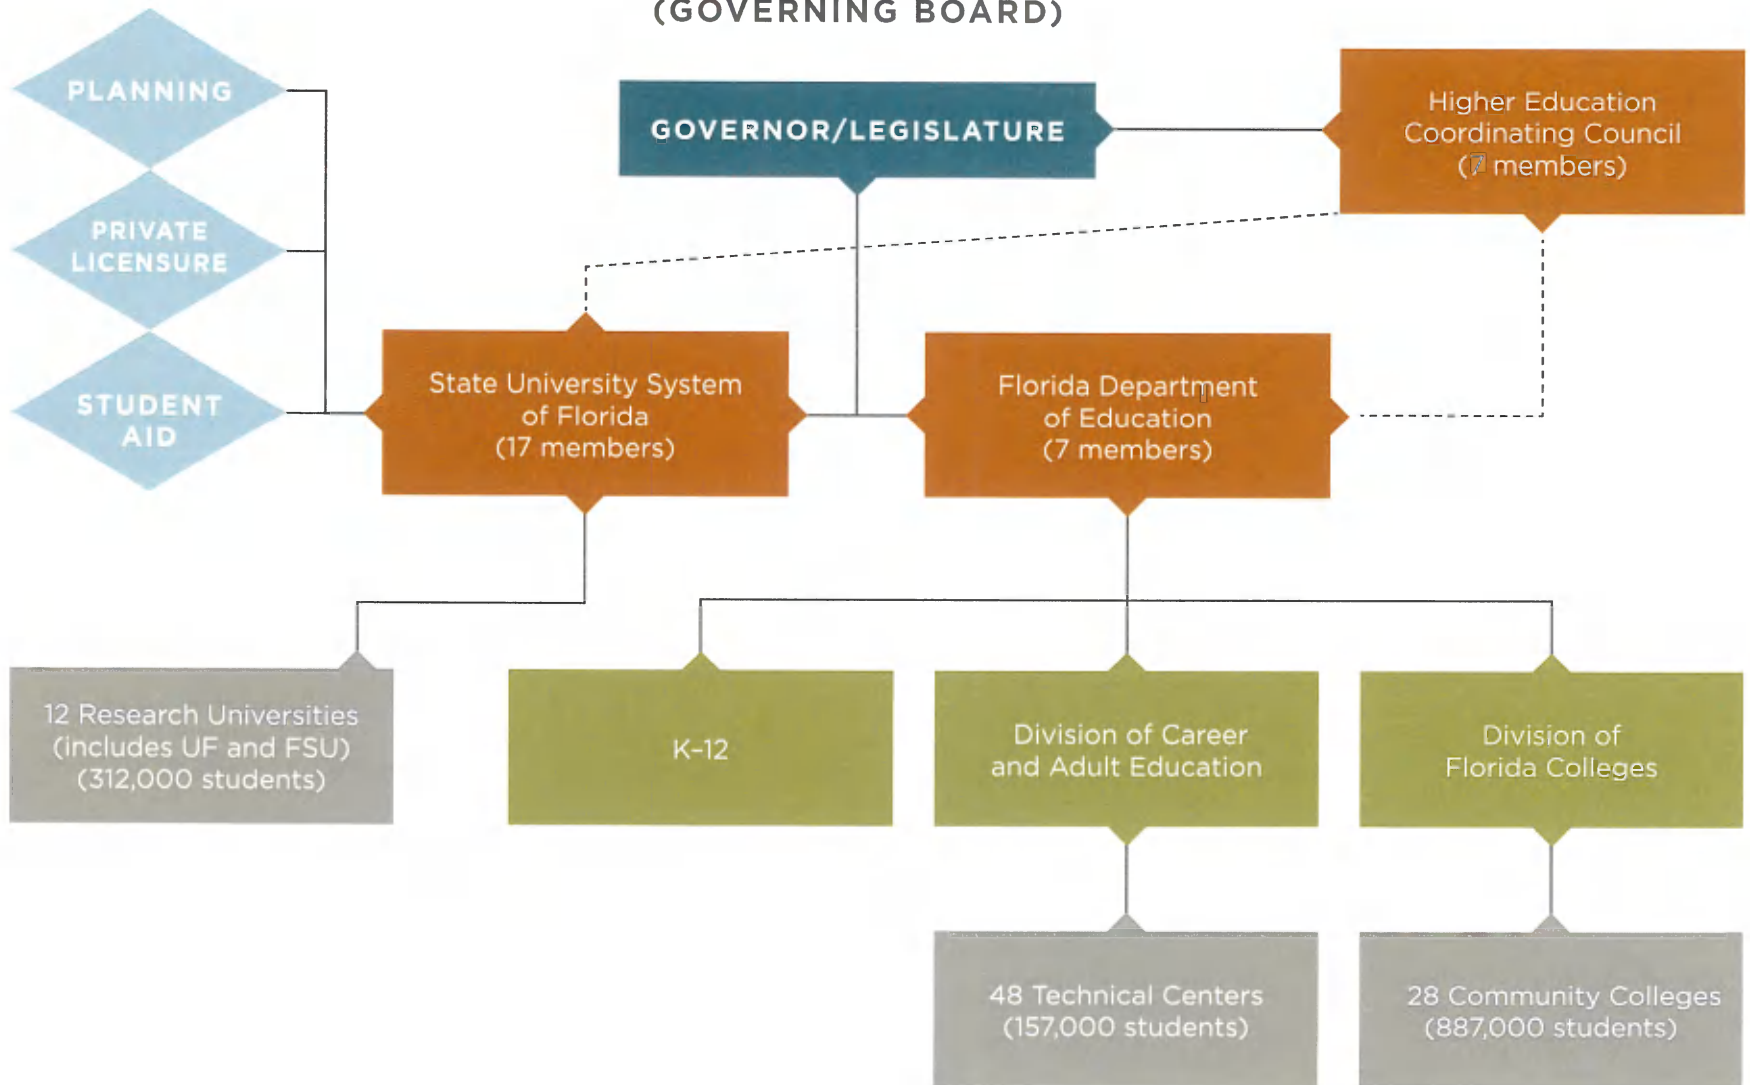 (GOVERNING BOARD)
PLANNING
GOVERNOR/LEGISLATURE
Higher Education
Coordinating Council
(7 members)
PRIVATE
LICENSURE
STUDENT
AID
State University System
of Florida
(17 members)
Florida Department
of Education
(7 members)
12 Research Universities
(includes UF and FSU)
(312,000 students)
K–12
Division of Career
and Adult Education
Division of
Florida Colleges
48 Technical Centers
(157,000 students)
28 Community Colleges
(887,000 students)